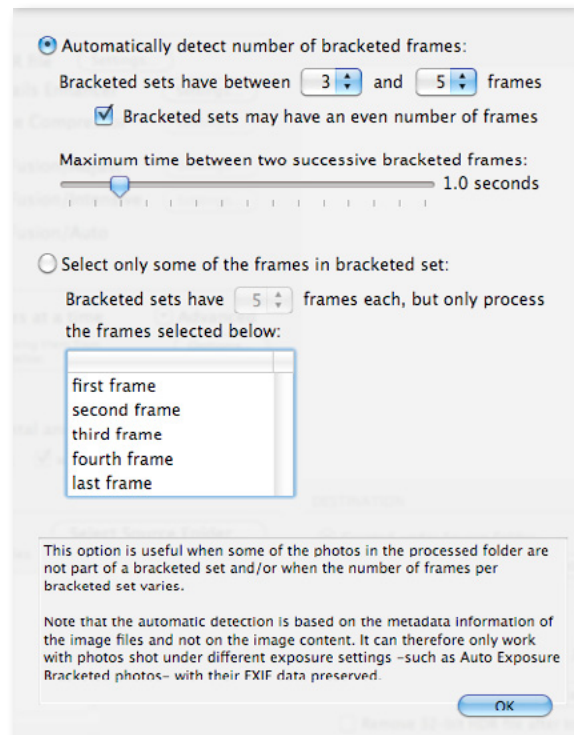 Automatically detect number of bracketed frames:
Bracketed sets have between 3 and 5 frames
Bracketed sets may have an even number of frames
Maximum time between two successive bracketed frames:
1.0 seconds
Select only some of the frames in bracketed set:
Bracketed sets have 5 frames each, but only process
the frames selected below:
first frame
second frame
third frame
fourth frame
last frame
Select Source Folder
DESTINATION
This option is useful when some of the photos in the processed folder are
not part of a bracketed set and/or when the number of frames per
bracketed set varies.
Note that the automatic detection is based on the metadata information of
the image files and not on the image content. It can therefore only work
with photos shot under different exposure settings –such as Auto Exposure
Bracketed photos– with their EXIF data preserved.
OK